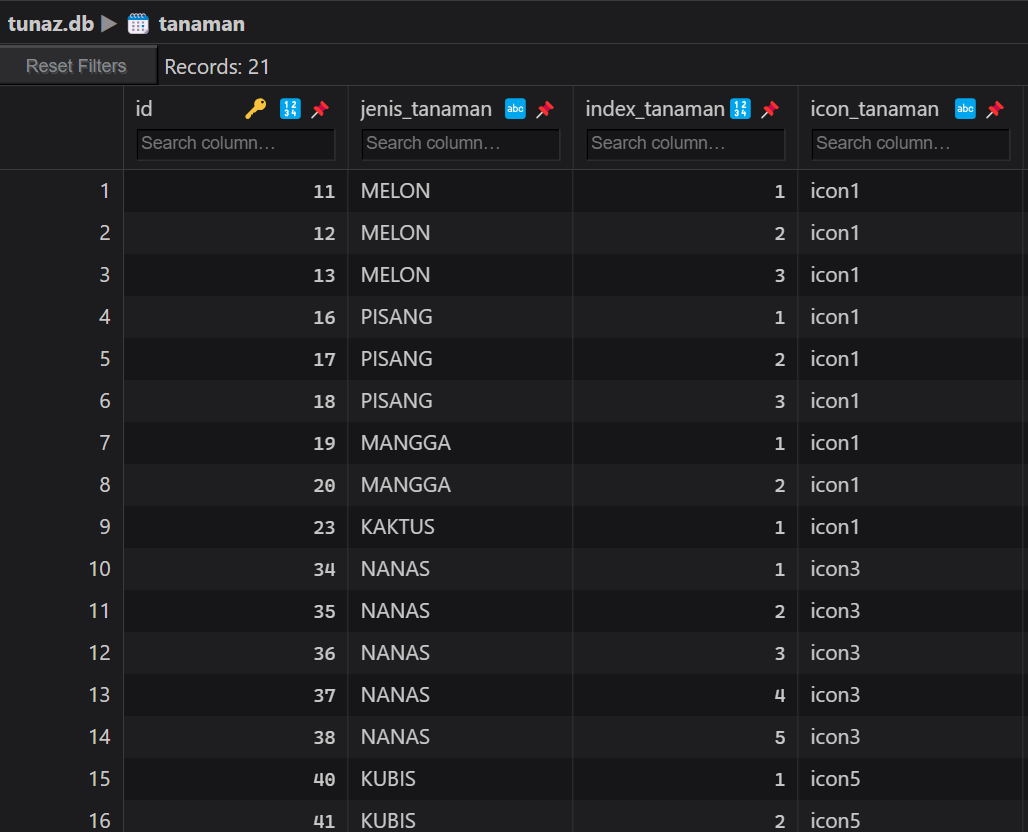 tunaz.db ▶ tanaman
Reset Filters Records: 21
id jenis_tanaman abc index_tanaman icon_tanaman abc
Search column... Search column... Search column... Search column...
1 11 MELON 1 icon1
2 12 MELON 2 icon1
3 13 MELON 3 icon1
4 16 PISANG 1 icon1
5 17 PISANG 2 icon1
6 18 PISANG 3 icon1
7 19 MANGGA 1 icon1
8 20 MANGGA 2 icon1
9 23 KAKTUS 1 icon1
10 34 NANAS 1 icon3
11 35 NANAS 2 icon3
12 36 NANAS 3 icon3
13 37 NANAS 4 icon3
14 38 NANAS 5 icon3
15 40 KUBIS 1 icon5
16 41 KUBIS 2 icon5